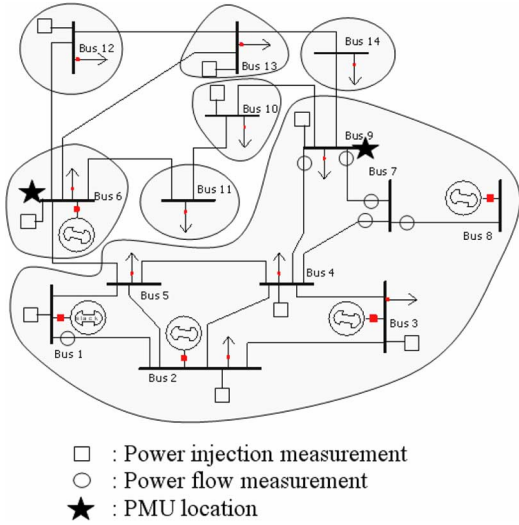 Bus 12
Bus 13
Bus 14
Bus 10
Bus 9
Bus 7
Bus 6
Bus 11
Bus 8
Bus 4
Bus 5
slack
Bus 3
Bus 1
Bus 2
: Power injection measurement
: Power flow measurement
: PMU location